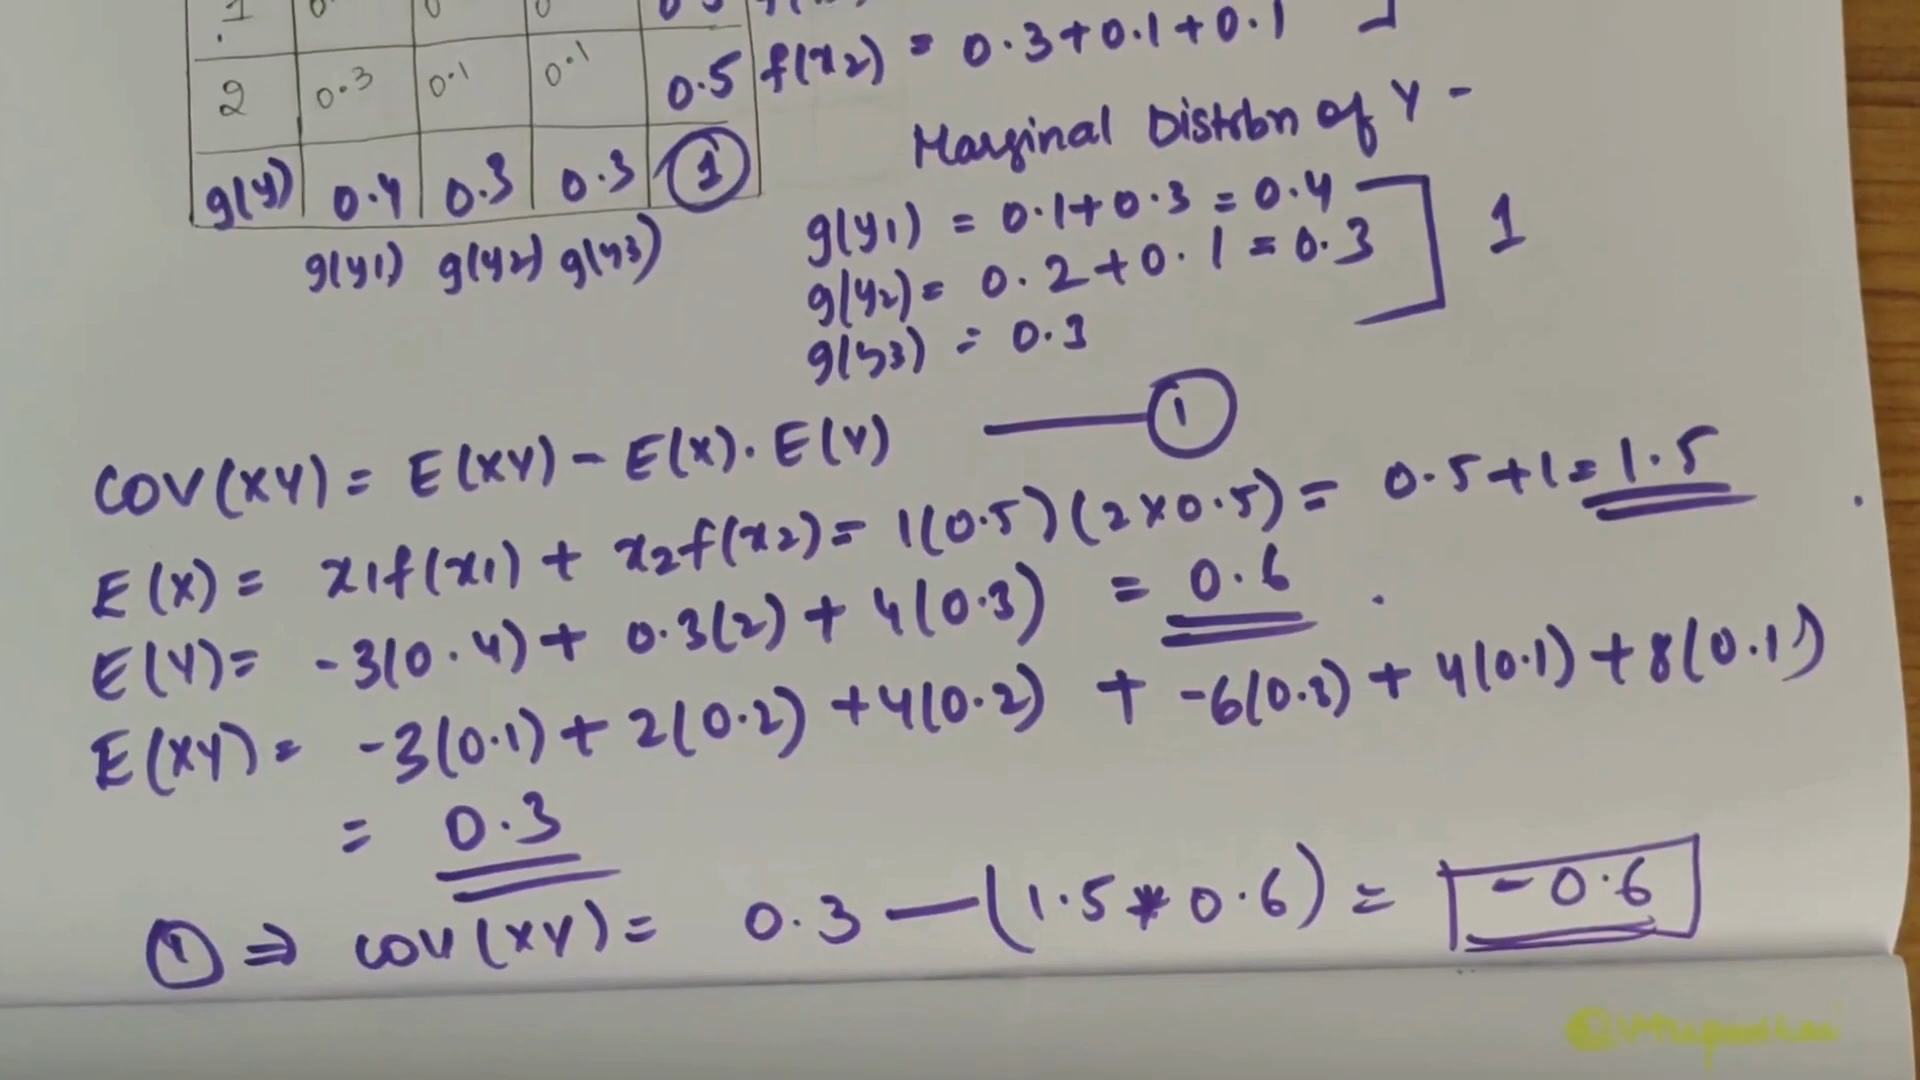 1
f(x2) = 0.3+0.1+0.1
2 0.3 0.1 0.1 0.5
Marginal Distrbn of Y -
g(y) 0.4 0.3 0.3 1
g(y1) g(y2) g(y3)
g(y1) = 0.1+0.3 = 0.4
g(y2) = 0.2+0.1 = 0.3
1
g(y3) = 0.3
COV(XY) = E(XY) - E(X). E(Y) —— 1
E(X) = x1f(x1) + x2f(x2) = 1(0.5)(2×0.5) = 0.5+1=1.5
E(Y) = -3(0.4) + 0.3(2) + 4(0.3) = 0.6
E(XY) = -3(0.1) + 2(0.2) +4(0.2) + -6(0.3) + 4(0.1) + 8(0.1)
= 0.3
1 ⇒ cov(XY) = 0.3 —(1.5*0.6) = -0.6